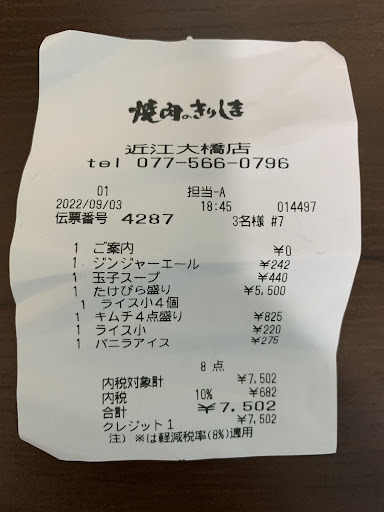 焼肉のきりしま
近江大橋店
tel 077-566-0796
01 担当-A
2022/09/03 18:45 014497
伝票番号 4287 3名様 #7
1 ご案内 ¥0
1 ジンジャーエール ¥242
1 玉子スープ ¥440
1 たけびら盛り ¥5,500
1 ライス小4個
1 キムチ4点盛り ¥825
1 ライス小 ¥220
1 バニラアイス ¥275
8 点
内税対象計 ¥7,502
内税 10% ¥682
合計 ¥7,502
クレジット1 ¥7,502
注) ※は軽減税率(8%)適用